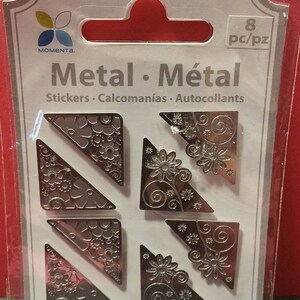 MOMENTA
8
pc/pz
Metal · Métal
Stickers · Calcomanías · Autocollants